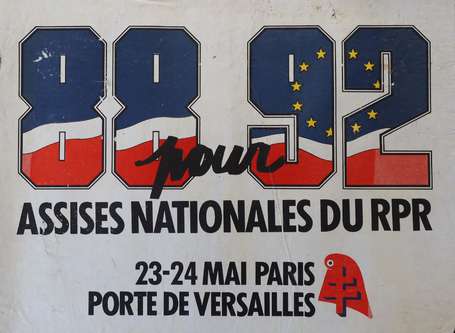 88 pour 92
ASSISES NATIONALES DU RPR
23-24 MAI PARIS
PORTE DE VERSAILLES